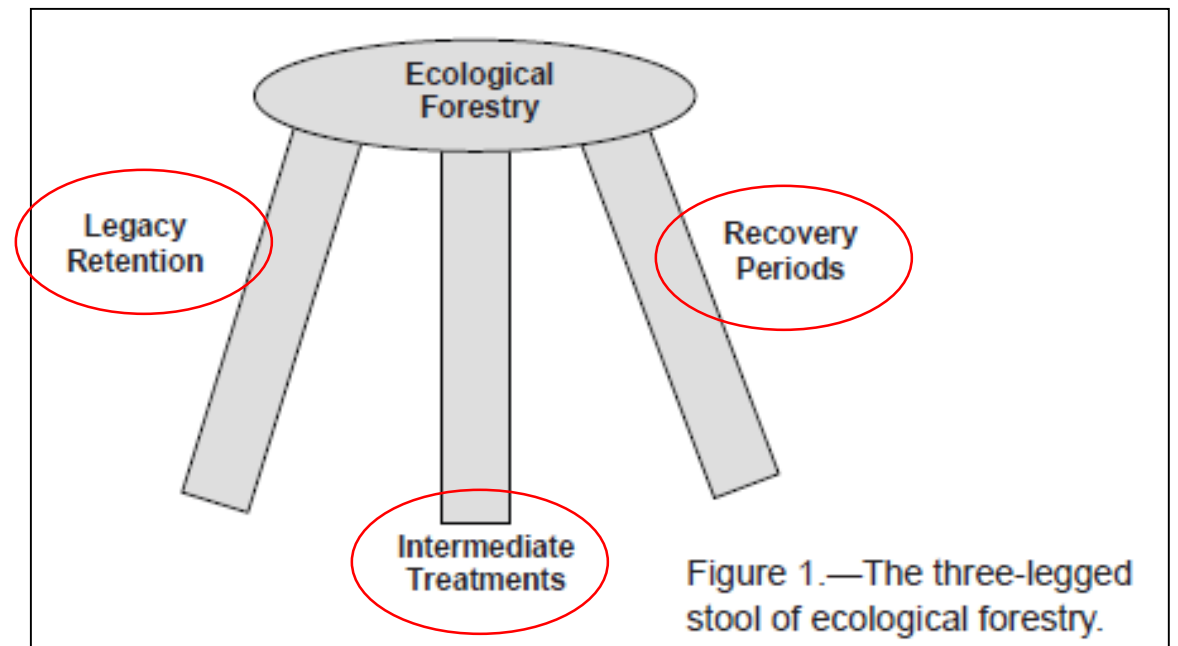 Ecological
Forestry
Legacy
Retention
Recovery
Periods
Intermediate
Treatments
Figure 1.—The three-legged
stool of ecological forestry.